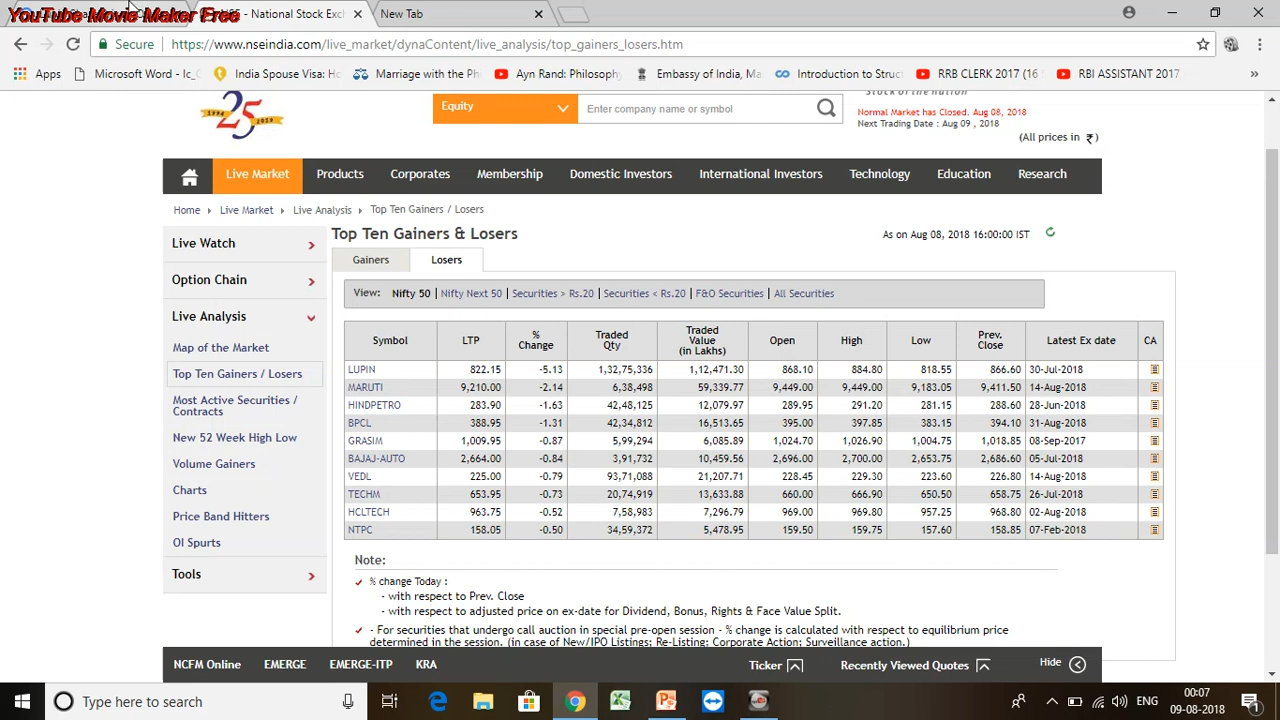 YouTube Movie Maker Free
- National Stock Exc
New Tab
Secure https://www.nseindia.com/live_market/dynaContent/live_analysis/top_gainers_losers.htm
Apps Microsoft Word - lc_C India Spouse Visa: Ho Marriage with the Ph Ayn Rand: Philosophy Embassy of India, Ma Introduction to Struc RRB CLERK 2017 (16 S RBI ASSISTANT 2017 »
Stock of the nation
25
1994 2019
Equity Enter company name or symbol
Normal Market has Closed. Aug 08, 2018
Next Trading Date : Aug 09 , 2018
(All prices in ₹)
Live Market Products Corporates Membership Domestic Investors International Investors Technology Education Research
Home Live Market Live Analysis Top Ten Gainers / Losers
Live Watch
Option Chain
Live Analysis
Map of the Market
Top Ten Gainers / Losers
Most Active Securities /
Contracts
New 52 Week High Low
Volume Gainers
Charts
Price Band Hitters
OI Spurts
Tools
Top Ten Gainers & Losers As on Aug 08, 2018 16:00:00 IST
Gainers Losers
View: Nifty 50 | Nifty Next 50 | Securities > Rs.20 | Securities < Rs.20 | F&O Securities | All Securities
Symbol LTP % Change Traded Qty Traded Value (in Lakhs) Open High Low Prev. Close Latest Ex date CA
LUPIN 822.15 -5.13 1,32,75,336 1,12,471.30 868.10 884.80 818.55 866.60 30-Jul-2018
MARUTI 9,210.00 -2.14 6,38,498 59,339.77 9,449.00 9,449.00 9,183.05 9,411.50 14-Aug-2018
HINDPETRO 283.90 -1.63 42,48,125 12,079.97 289.95 291.20 281.15 288.60 28-Jun-2018
BPCL 388.95 -1.31 42,34,812 16,513.65 395.00 397.85 383.15 394.10 31-Aug-2018
GRASIM 1,009.95 -0.87 5,99,294 6,085.89 1,024.70 1,026.90 1,004.75 1,018.85 08-Sep-2017
BAJAJ-AUTO 2,664.00 -0.84 3,91,732 10,459.56 2,696.00 2,700.00 2,653.75 2,686.60 05-Jul-2018
VEDL 225.00 -0.79 93,71,088 21,207.71 228.45 229.30 223.60 226.80 14-Aug-2018
TECHM 653.95 -0.73 20,74,919 13,633.88 660.00 666.90 650.50 658.75 26-Jul-2018
HCLTECH 963.75 -0.52 7,58,983 7,296.79 969.00 969.80 957.25 968.80 02-Aug-2018
NTPC 158.05 -0.50 34,59,372 5,478.95 159.50 159.75 157.60 158.85 07-Feb-2018
Note:
% change Today :
- with respect to Prev. Close
- with respect to adjusted price on ex-date for Dividend, Bonus, Rights & Face Value Split.
- For securities that undergo call auction in special pre-open session - % change is calculated with respect to equilibrium price
determined in the session. (in case of New/IPO Listings; Re-Listing; Corporate Action; Surveillance action.)
NCFM Online EMERGE EMERGE-ITP KRA Ticker Recently Viewed Quotes Hide
Type here to search
ENG
00:07
09-08-2018
1